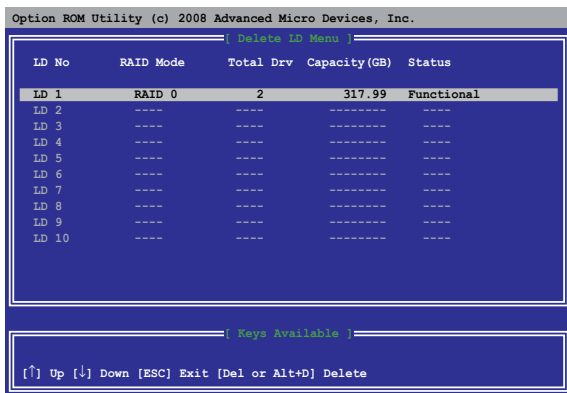 Option ROM Utility (c) 2008 Advanced Micro Devices, Inc.
[ Delete LD Menu ]
LD No RAID Mode Total Drv Capacity(GB) Status
LD 1 RAID 0 2 317.99 Functional
LD 2 ---- ---- -------- ----
LD 3 ---- ---- -------- ----
LD 4 ---- ---- -------- ----
LD 5 ---- ---- -------- ----
LD 6 ---- ---- -------- ----
LD 7 ---- ---- -------- ----
LD 8 ---- ---- -------- ----
LD 9 ---- ---- -------- ----
LD 10 ---- ---- -------- ----
[ Keys Available ]
[↑] Up [↓] Down [ESC] Exit [Del or Alt+D] Delete